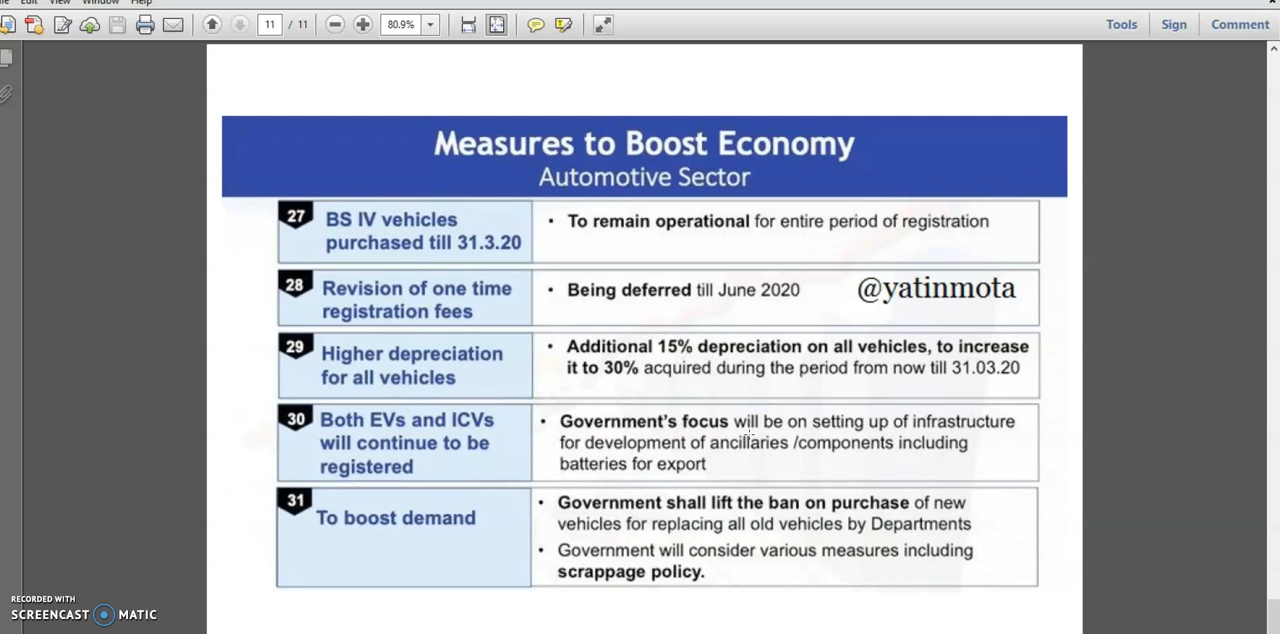 Edit View Window Help
11 / 11 80.9% Tools Sign Comment
Measures to Boost Economy
Automotive Sector
27 BS IV vehicles
purchased till 31.3.20
• To remain operational for entire period of registration
28 Revision of one time
registration fees
• Being deferred till June 2020
@yatinmota
29 Higher depreciation
for all vehicles
• Additional 15% depreciation on all vehicles, to increase
it to 30% acquired during the period from now till 31.03.20
30 Both EVs and ICVs
will continue to be
registered
• Government's focus will be on setting up of infrastructure
for development of ancillaries /components including
batteries for export
31 To boost demand
• Government shall lift the ban on purchase of new
vehicles for replacing all old vehicles by Departments
• Government will consider various measures including
scrappage policy.
RECORDED WITH
SCREENCAST MATIC